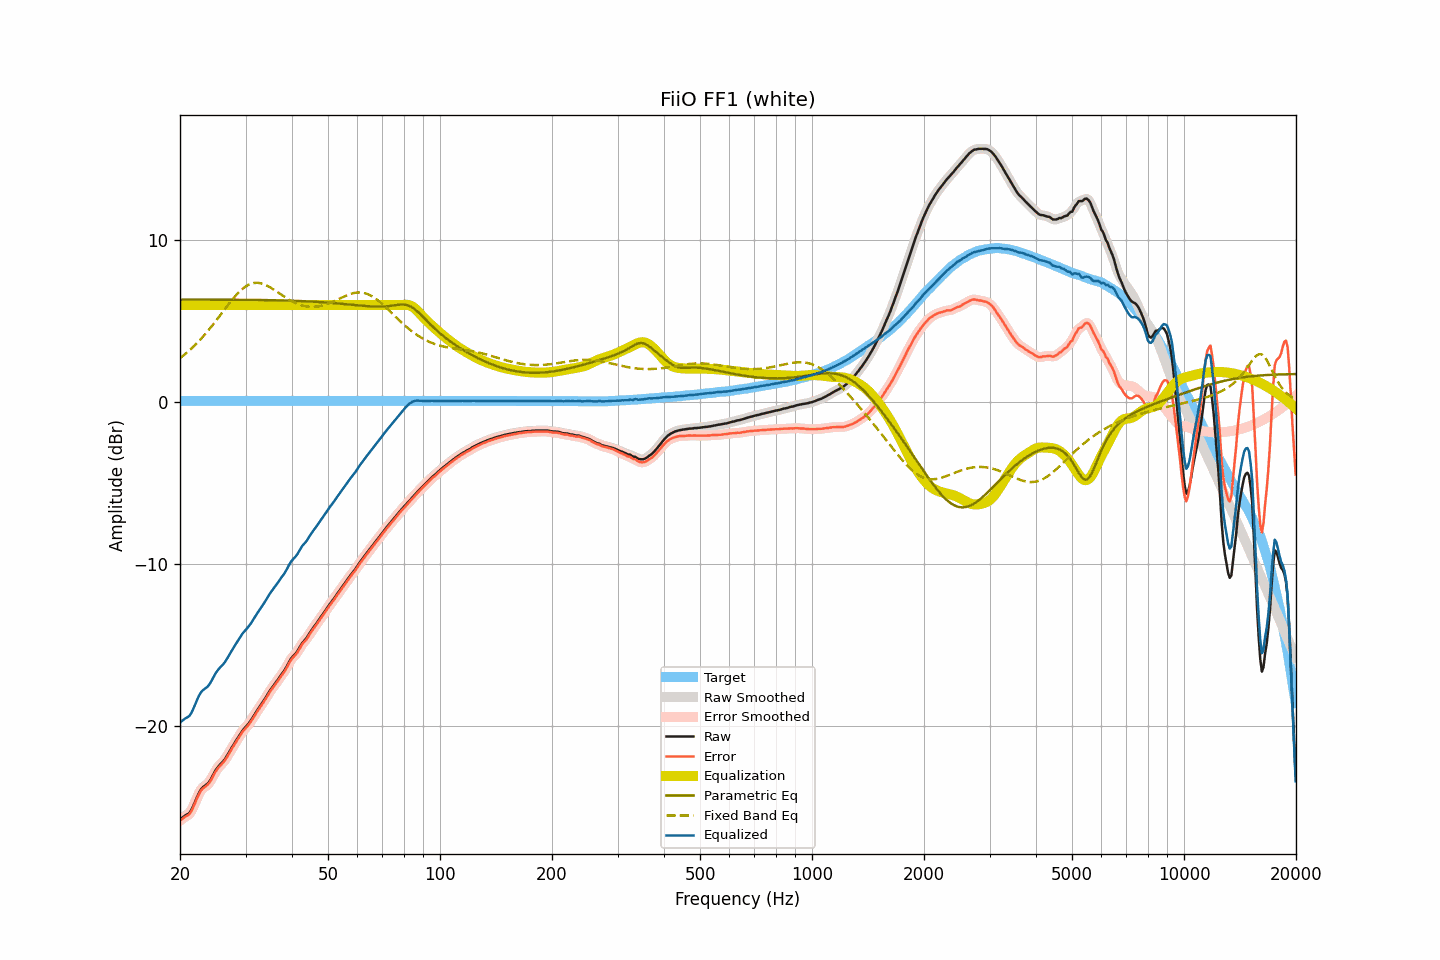 FiiO FF1 (white)
Amplitude (dBr)
10
0
−10
−20
Target
Raw Smoothed
Error Smoothed
Raw
Error
Equalization
Parametric Eq
Fixed Band Eq
Equalized
20 50 100 200 500 1000 2000 5000 10000 20000
Frequency (Hz)